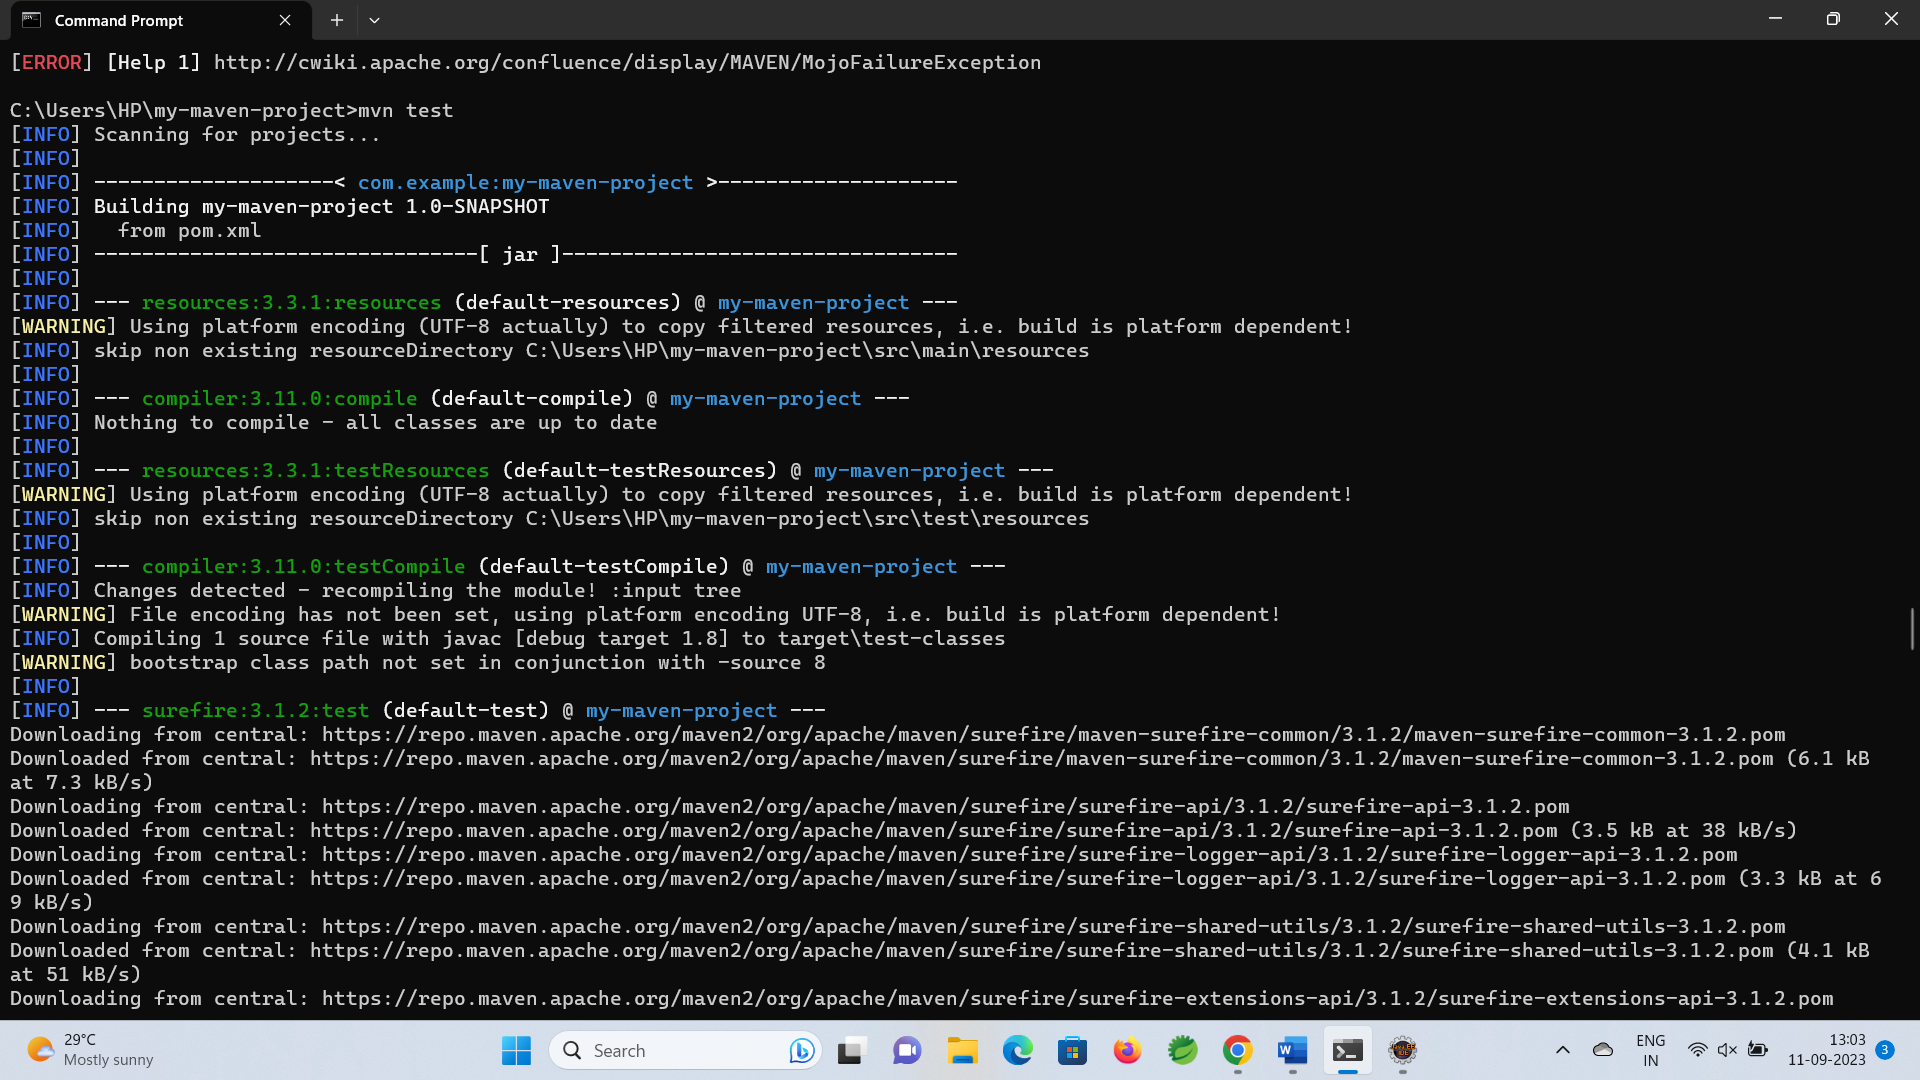 Command Prompt
[ERROR] [Help 1] http://cwiki.apache.org/confluence/display/MAVEN/MojoFailureException
C:\Users\HP\my-maven-project>mvn test
[INFO] Scanning for projects...
[INFO]
[INFO] --------------------< com.example:my-maven-project >--------------------
[INFO] Building my-maven-project 1.0-SNAPSHOT
[INFO]   from pom.xml
[INFO] --------------------------------[ jar ]---------------------------------
[INFO]
[INFO] --- resources:3.3.1:resources (default-resources) @ my-maven-project ---
[WARNING] Using platform encoding (UTF-8 actually) to copy filtered resources, i.e. build is platform dependent!
[INFO] skip non existing resourceDirectory C:\Users\HP\my-maven-project\src\main\resources
[INFO]
[INFO] --- compiler:3.11.0:compile (default-compile) @ my-maven-project ---
[INFO] Nothing to compile - all classes are up to date
[INFO]
[INFO] --- resources:3.3.1:testResources (default-testResources) @ my-maven-project ---
[WARNING] Using platform encoding (UTF-8 actually) to copy filtered resources, i.e. build is platform dependent!
[INFO] skip non existing resourceDirectory C:\Users\HP\my-maven-project\src\test\resources
[INFO]
[INFO] --- compiler:3.11.0:testCompile (default-testCompile) @ my-maven-project ---
[INFO] Changes detected - recompiling the module! :input tree
[WARNING] File encoding has not been set, using platform encoding UTF-8, i.e. build is platform dependent!
[INFO] Compiling 1 source file with javac [debug target 1.8] to target\test-classes
[WARNING] bootstrap class path not set in conjunction with -source 8
[INFO]
[INFO] --- surefire:3.1.2:test (default-test) @ my-maven-project ---
Downloading from central: https://repo.maven.apache.org/maven2/org/apache/maven/surefire/maven-surefire-common/3.1.2/maven-surefire-common-3.1.2.pom
Downloaded from central: https://repo.maven.apache.org/maven2/org/apache/maven/surefire/maven-surefire-common/3.1.2/maven-surefire-common-3.1.2.pom (6.1 kB
at 7.3 kB/s)
Downloading from central: https://repo.maven.apache.org/maven2/org/apache/maven/surefire/surefire-api/3.1.2/surefire-api-3.1.2.pom
Downloaded from central: https://repo.maven.apache.org/maven2/org/apache/maven/surefire/surefire-api/3.1.2/surefire-api-3.1.2.pom (3.5 kB at 38 kB/s)
Downloading from central: https://repo.maven.apache.org/maven2/org/apache/maven/surefire/surefire-logger-api/3.1.2/surefire-logger-api-3.1.2.pom
Downloaded from central: https://repo.maven.apache.org/maven2/org/apache/maven/surefire/surefire-logger-api/3.1.2/surefire-logger-api-3.1.2.pom (3.3 kB at 6
9 kB/s)
Downloading from central: https://repo.maven.apache.org/maven2/org/apache/maven/surefire/surefire-shared-utils/3.1.2/surefire-shared-utils-3.1.2.pom
Downloaded from central: https://repo.maven.apache.org/maven2/org/apache/maven/surefire/surefire-shared-utils/3.1.2/surefire-shared-utils-3.1.2.pom (4.1 kB
at 51 kB/s)
Downloading from central: https://repo.maven.apache.org/maven2/org/apache/maven/surefire/surefire-extensions-api/3.1.2/surefire-extensions-api-3.1.2.pom
29°C
Mostly sunny
Search
ENG
IN
13:03
11-09-2023
3